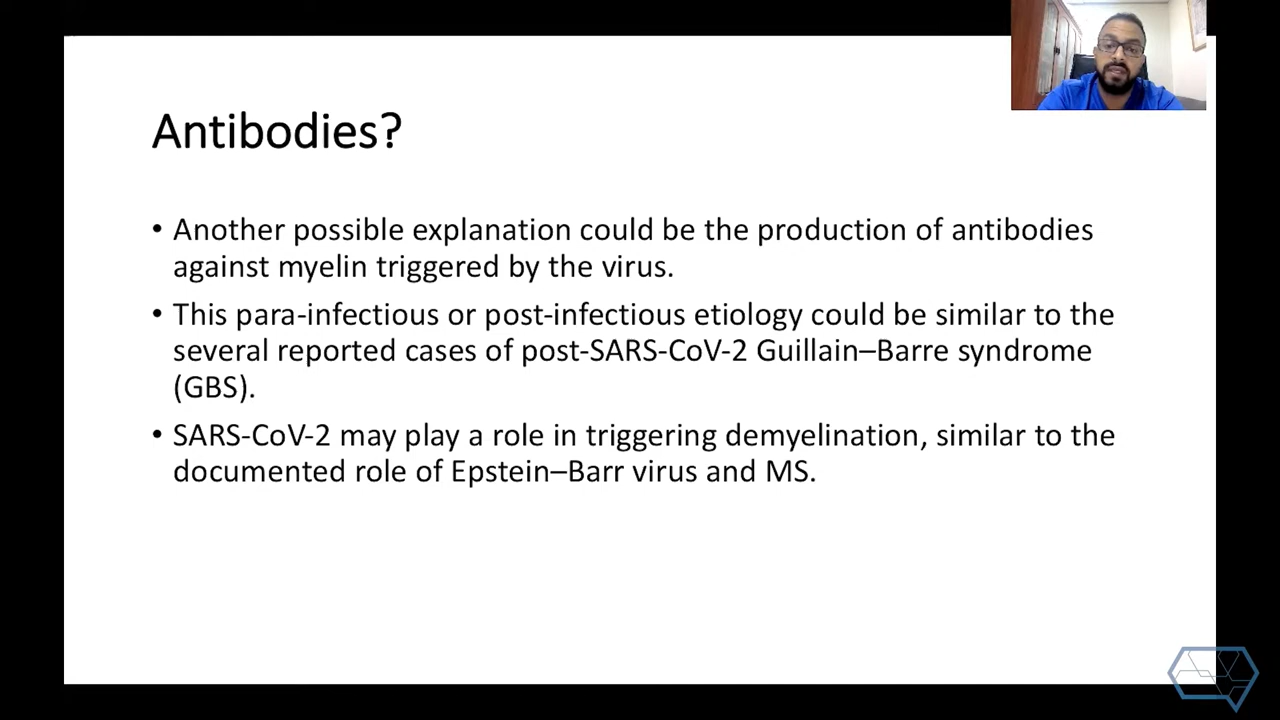 Antibodies?
• Another possible explanation could be the production of antibodies
against myelin triggered by the virus.
• This para-infectious or post-infectious etiology could be similar to the
several reported cases of post-SARS-CoV-2 Guillain–Barre syndrome
(GBS).
• SARS-CoV-2 may play a role in triggering demyelination, similar to the
documented role of Epstein–Barr virus and MS.